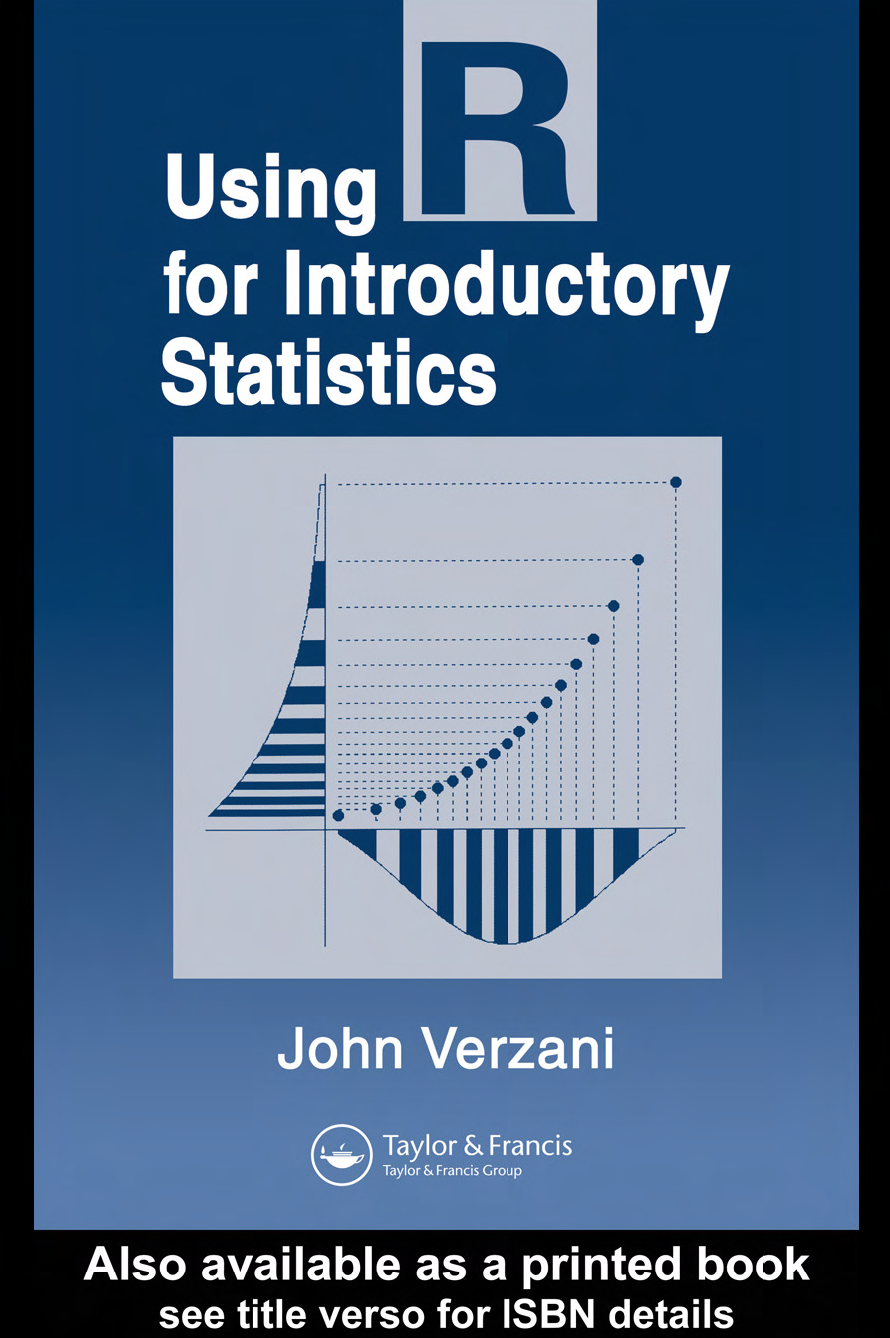 Using R
for Introductory
Statistics
John Verzani
Taylor & Francis
Taylor & Francis Group
Also available as a printed book
see title verso for ISBN details